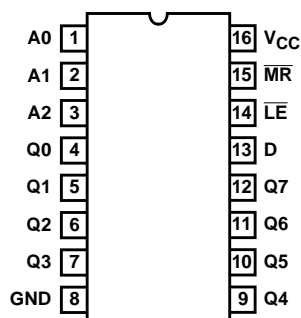 A0 1 16 VCC
A1 2 15 MR
A2 3 14 LE
Q0 4 13 D
Q1 5 12 Q7
Q2 6 11 Q6
Q3 7 10 Q5
GND 8 9 Q4